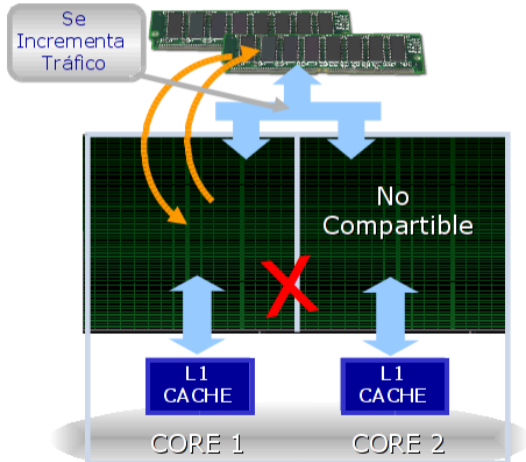 Se
Incrementa
Tráfico
No
Compartible
L1
CACHE
L1
CACHE
CORE 1
CORE 2